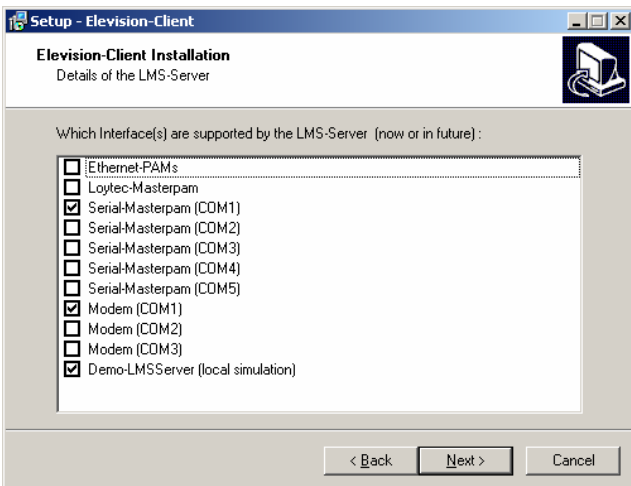 Setup - Elevision-Client
Elevision-Client Installation
Details of the LMS-Server
Which Interface(s) are supported by the LMS-Server (now or in future) :
Ethernet-PAMs
Loytec-Masterpam
Serial-Masterpam (COM1)
Serial-Masterpam (COM2)
Serial-Masterpam (COM3)
Serial-Masterpam (COM4)
Serial-Masterpam (COM5)
Modem (COM1)
Modem (COM2)
Modem (COM3)
Demo-LMSServer (local simulation)
< Back Next > Cancel